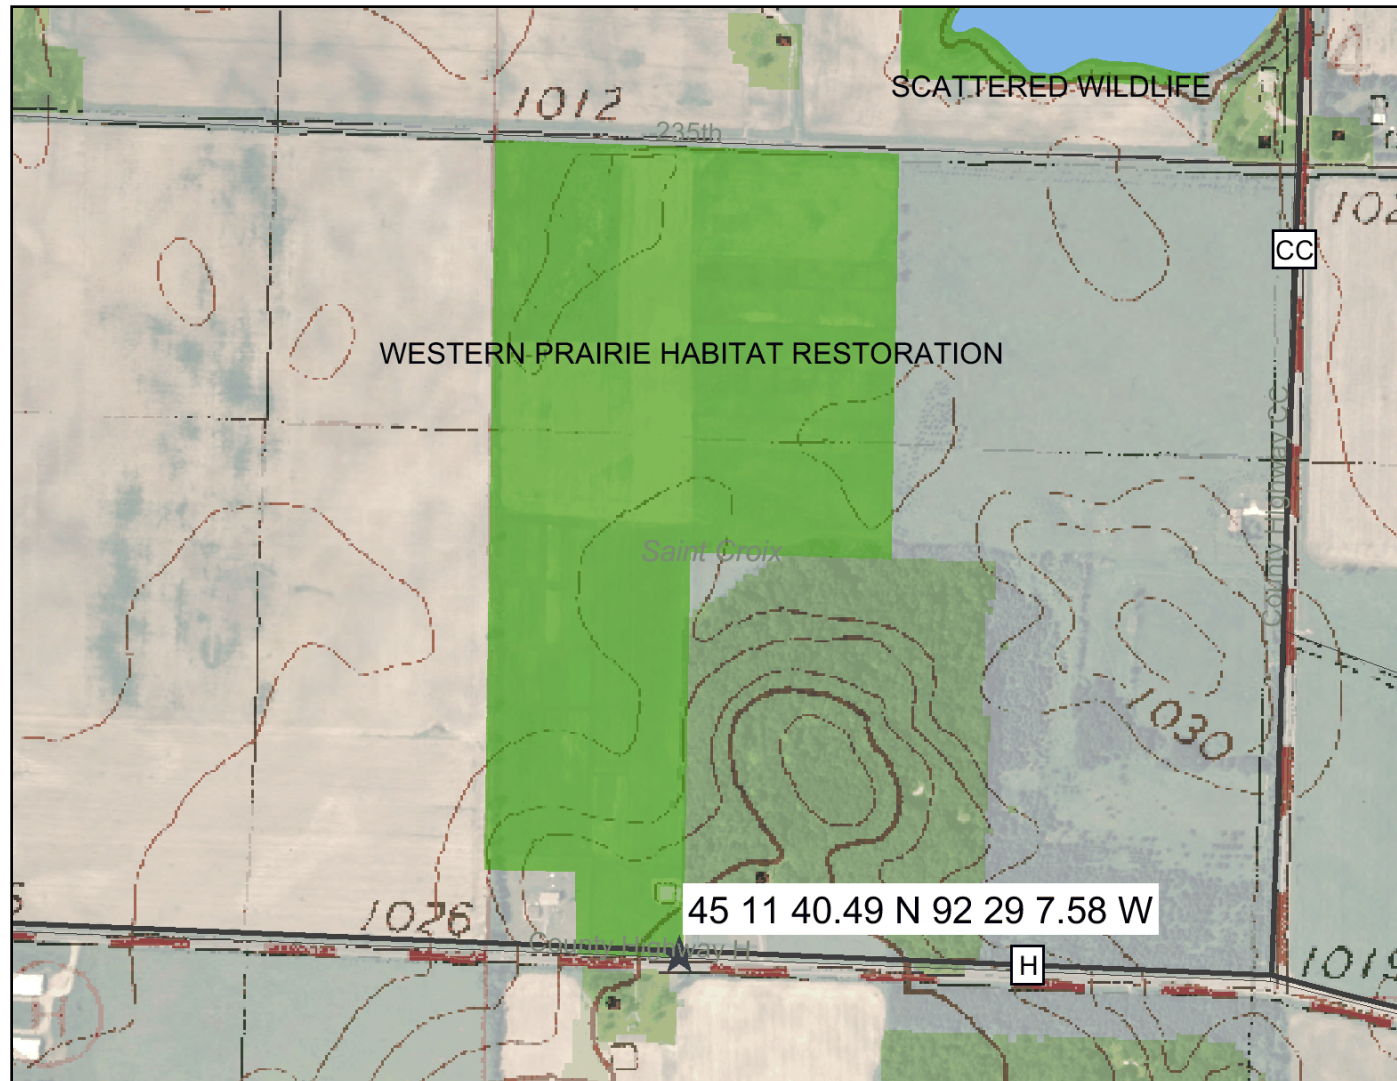 SCATTERED WILDLIFE
1012
235th
CC
WESTERN PRAIRIE HABITAT RESTORATION
County Highway CC
Saint Croix
1030
45 11 40.49 N 92 29 7.58 W
1026
County Highway H
H
1019